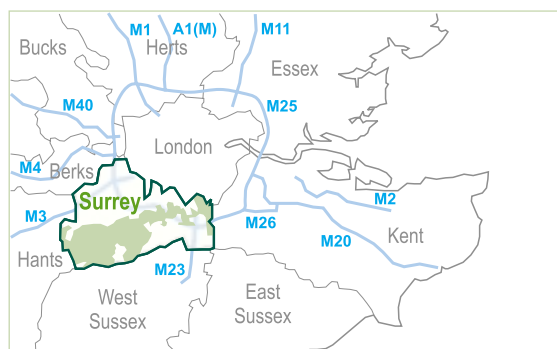 M1
A1(M)
M11
Bucks
Herts
Essex
M40
M25
London
M4
Berks
Surrey
M3
M2
M26
Kent
M20
Hants
M23
West
Sussex
East
Sussex